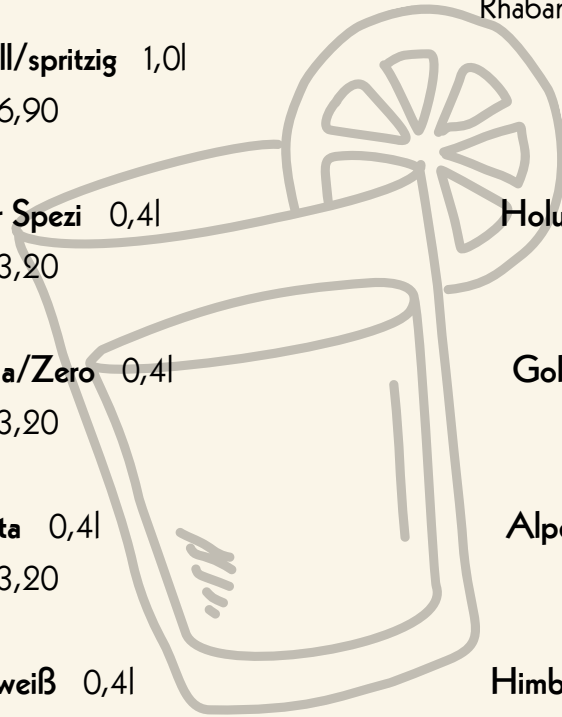 Rhabar
ll/spritzig 1,0l
6,90
r Spezi 0,4l
3,20
a/Zero 0,4l
3,20
ta 0,4l
3,20
weiß 0,4l
Holu
Gol
Alpe
Himb